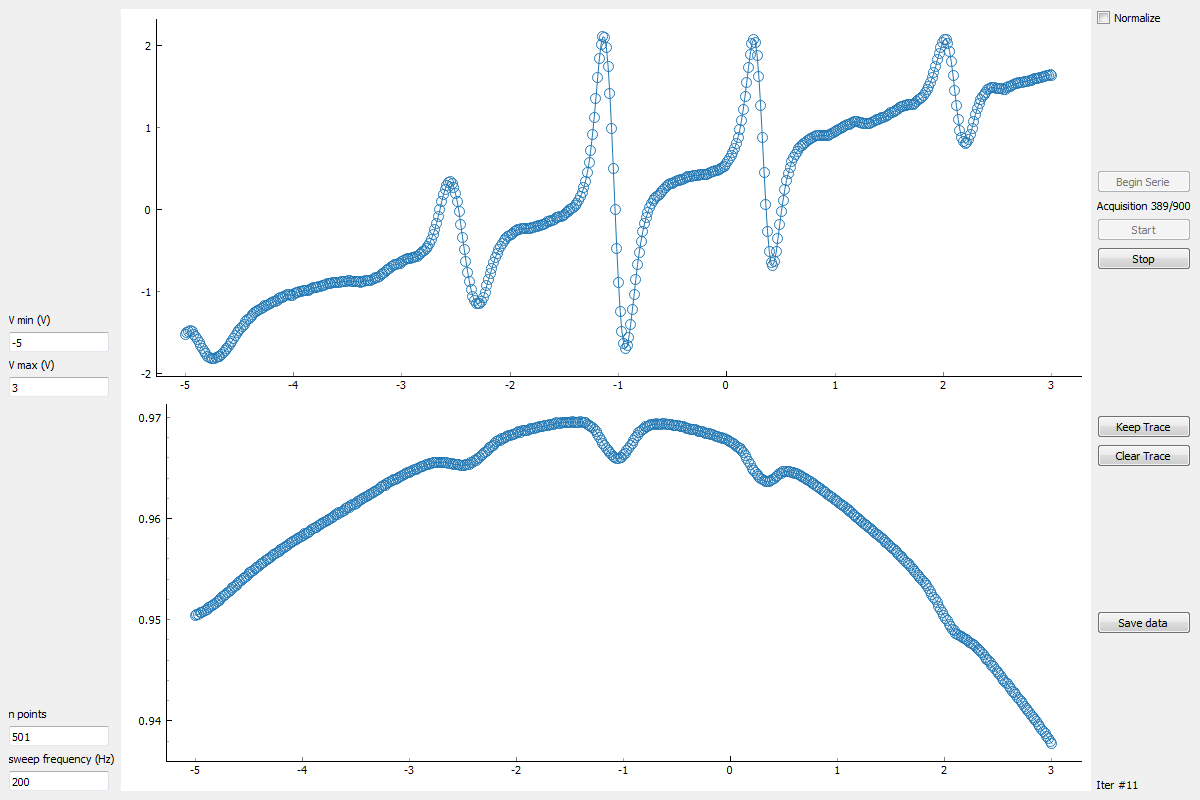 Normalize
2
1
0
-1
-2
-5
-4
-3
-2
-1
0
1
2
3
Begin Serie
Acquisition 389/900
Start
Stop
V min (V)
-5
V max (V)
3
0.97
0.96
0.95
0.94
-5
-4
-3
-2
-1
0
1
2
3
Keep Trace
Clear Trace
Save data
n points
501
sweep frequency (Hz)
200
Iter #11